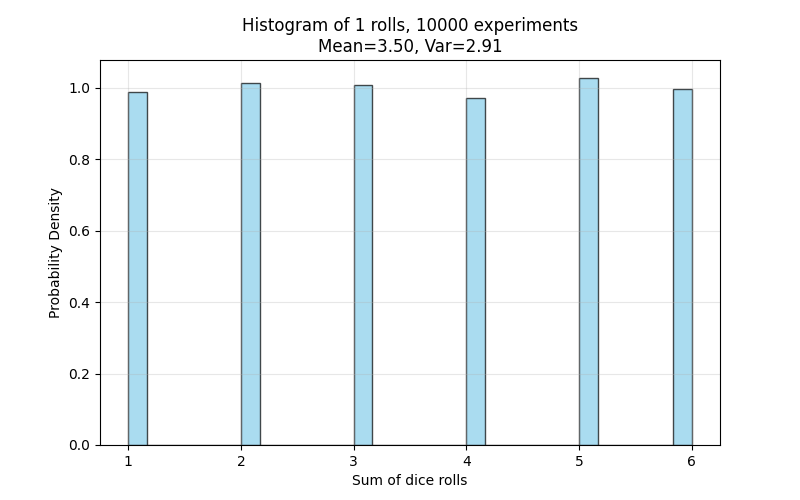 Histogram of 1 rolls, 10000 experiments
Mean=3.50, Var=2.91
1.0
0.8
0.6
0.4
0.2
0.0
Probability Density
1 2 3 4 5 6
Sum of dice rolls